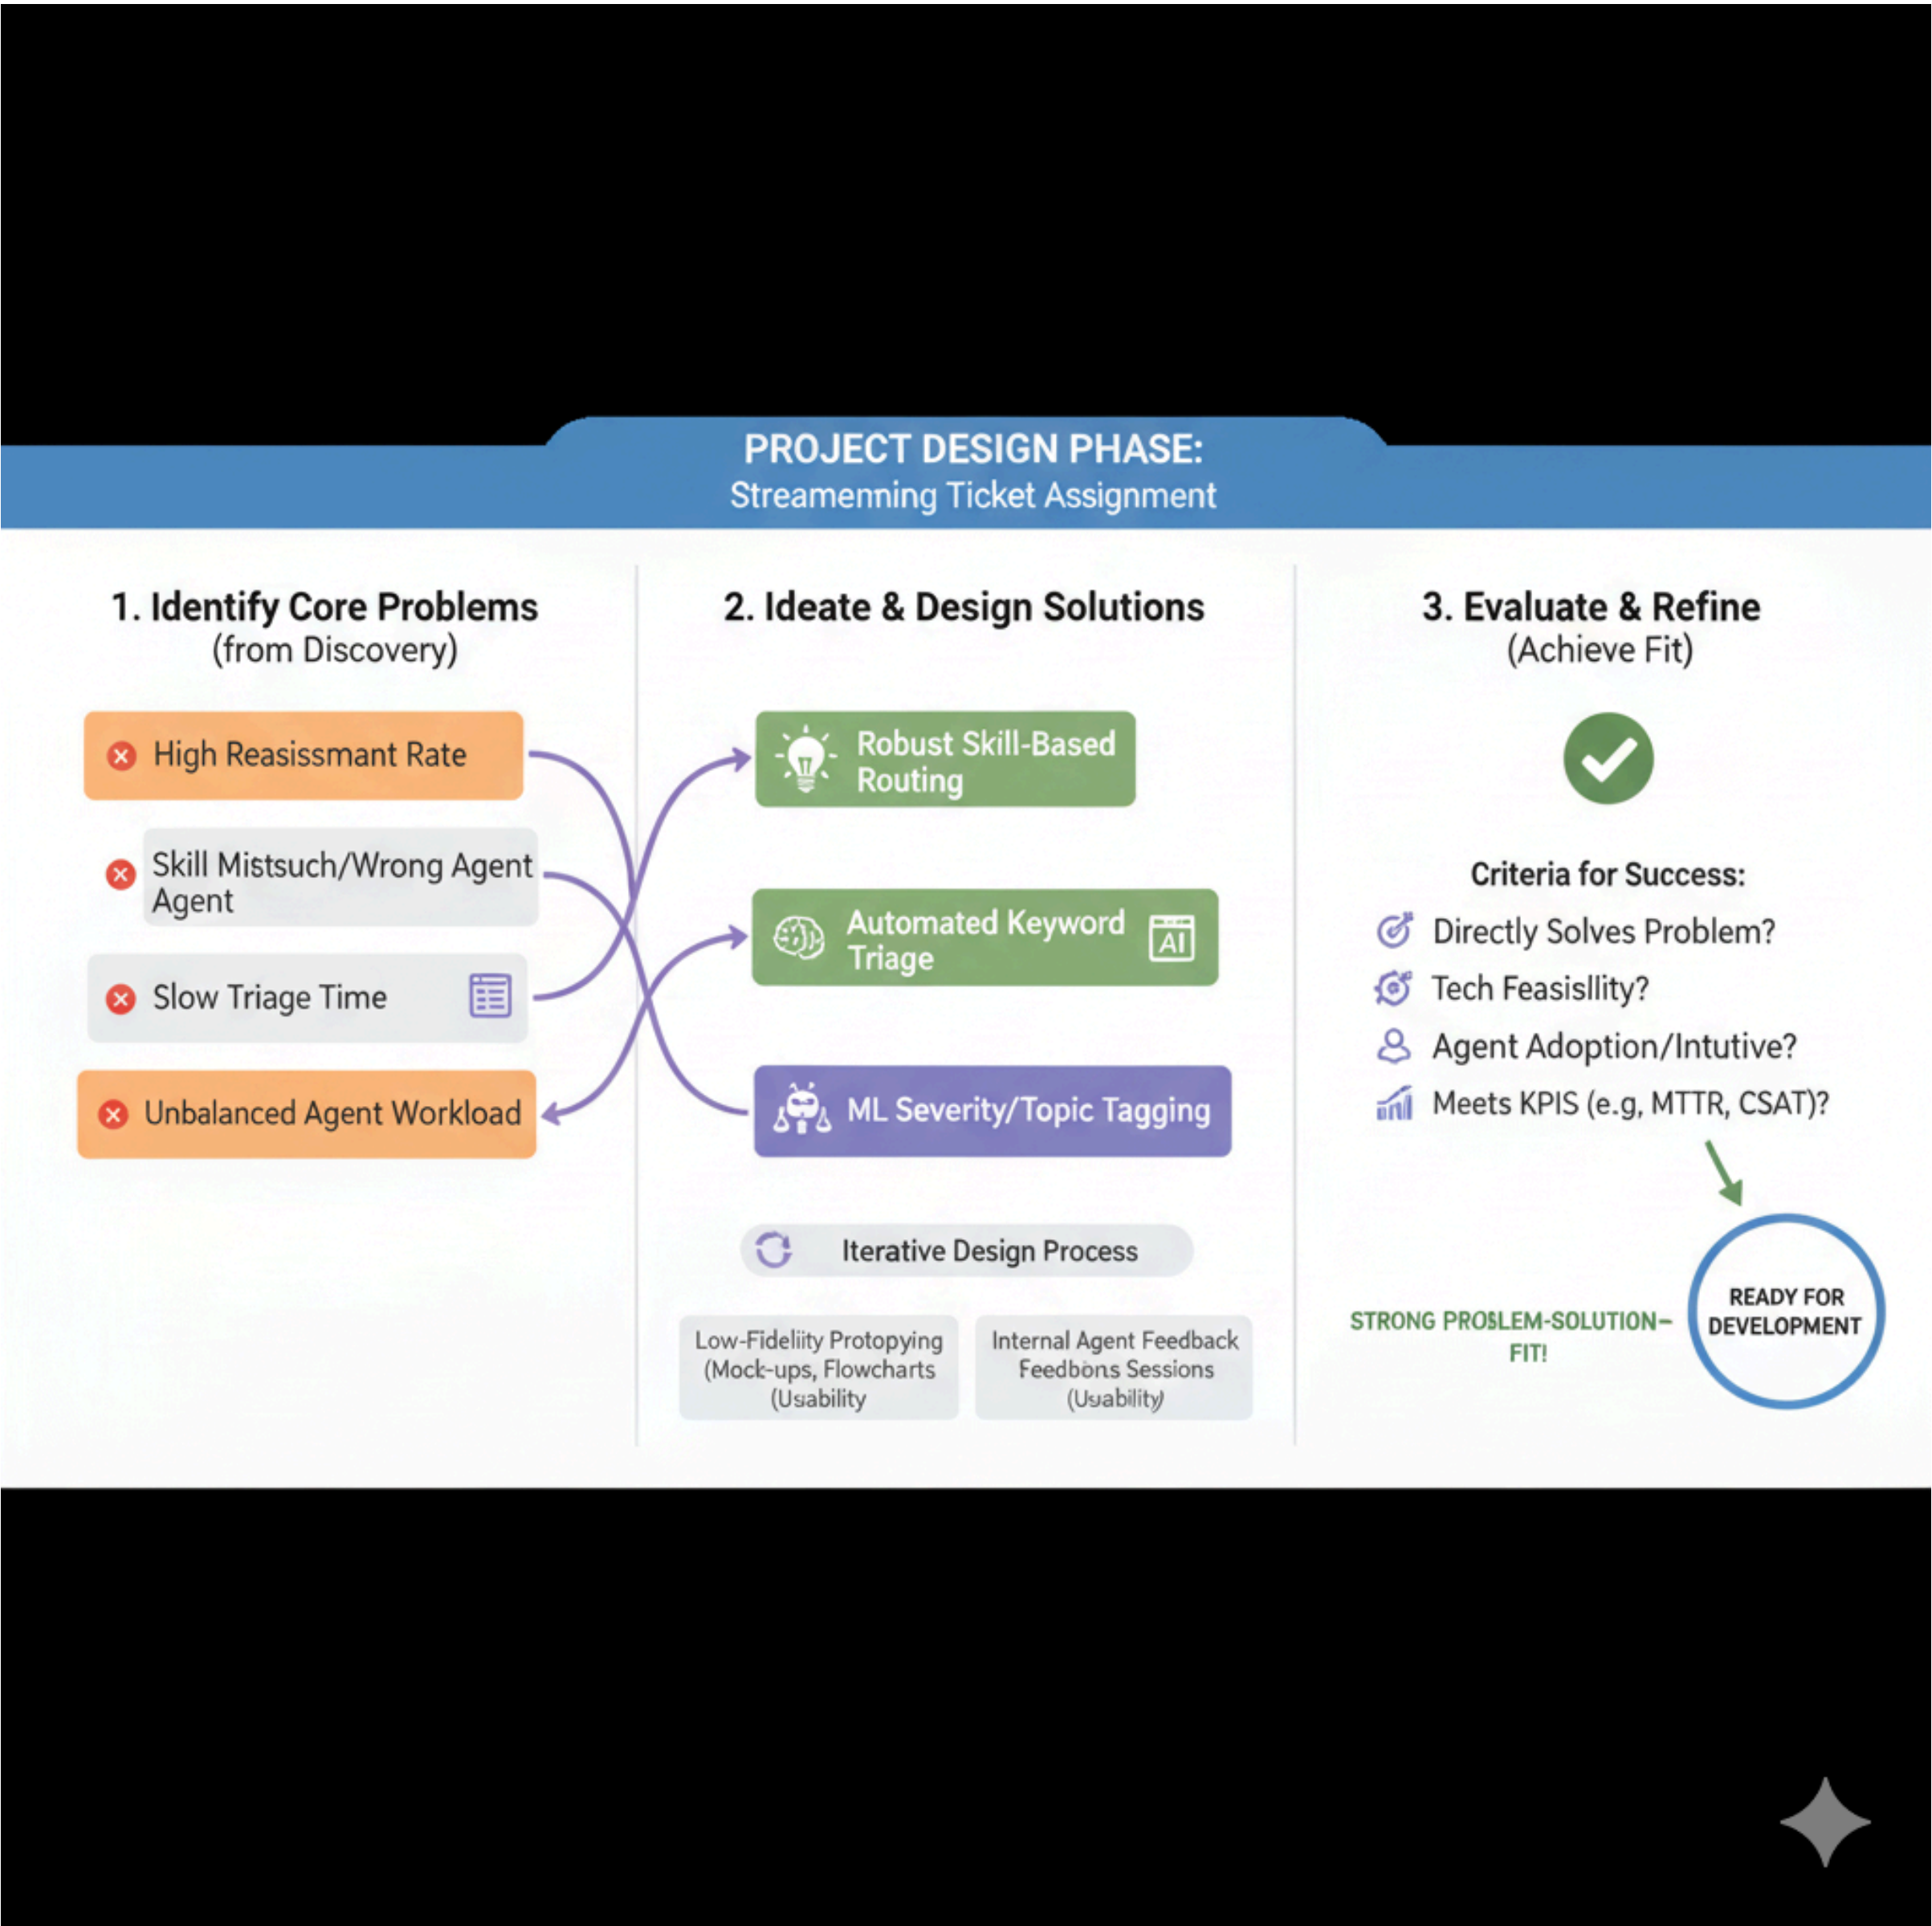 PROJECT DESIGN PHASE:
Streamenning Ticket Assignment
1. Identify Core Problems
(from Discovery)
High Reasissmant Rate
Skill Mistsuch/Wrong Agent
Agent
Slow Triage Time
Unbalanced Agent Workload
2. Ideate & Design Solutions
Robust Skill-Based
Routing
Automated Keyword
Triage
AI
ML Severity/Topic Tagging
Iterative Design Process
Low-Fideliity Protopying
(Mock-ups, Flowcharts
(Usability
Internal Agent Feedback
Feedbons Sessions
(Usability)
3. Evaluate & Refine
(Achieve Fit)
Criteria for Success:
Directly Solves Problem?
Tech Feasisllity?
Agent Adoption/Intutive?
Meets KPIS (e.g, MTTR, CSAT)?
STRONG PROBLEM-SOLUTION–
FIT!
READY FOR
DEVELOPMENT